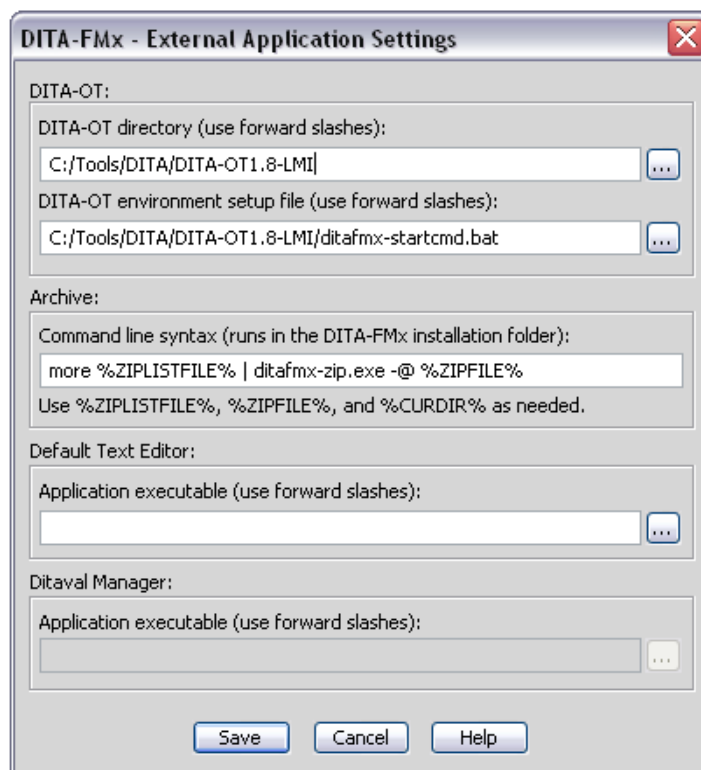 DITA-FMx - External Application Settings
DITA-OT:
DITA-OT directory (use forward slashes):
C:/Tools/DITA/DITA-OT1.8-LMI
...
DITA-OT environment setup file (use forward slashes):
C:/Tools/DITA/DITA-OT1.8-LMI/ditafmx-startcmd.bat
...
Archive:
Command line syntax (runs in the DITA-FMx installation folder):
more %ZIPLISTFILE% | ditafmx-zip.exe -@ %ZIPFILE%
Use %ZIPLISTFILE%, %ZIPFILE%, and %CURDIR% as needed.
Default Text Editor:
Application executable (use forward slashes):
...
Ditaval Manager:
Application executable (use forward slashes):
...
Save Cancel Help